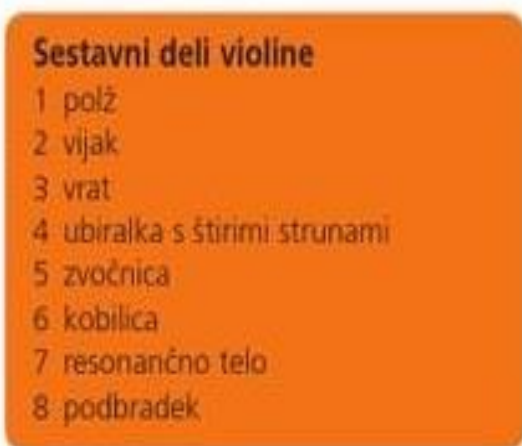 Sestavni deli violine
1 polž
2 vijak
3 vrat
4 ubiralka s štirimi strunami
5 zvočnica
6 kobilica
7 resonančno telo
8 podbradek